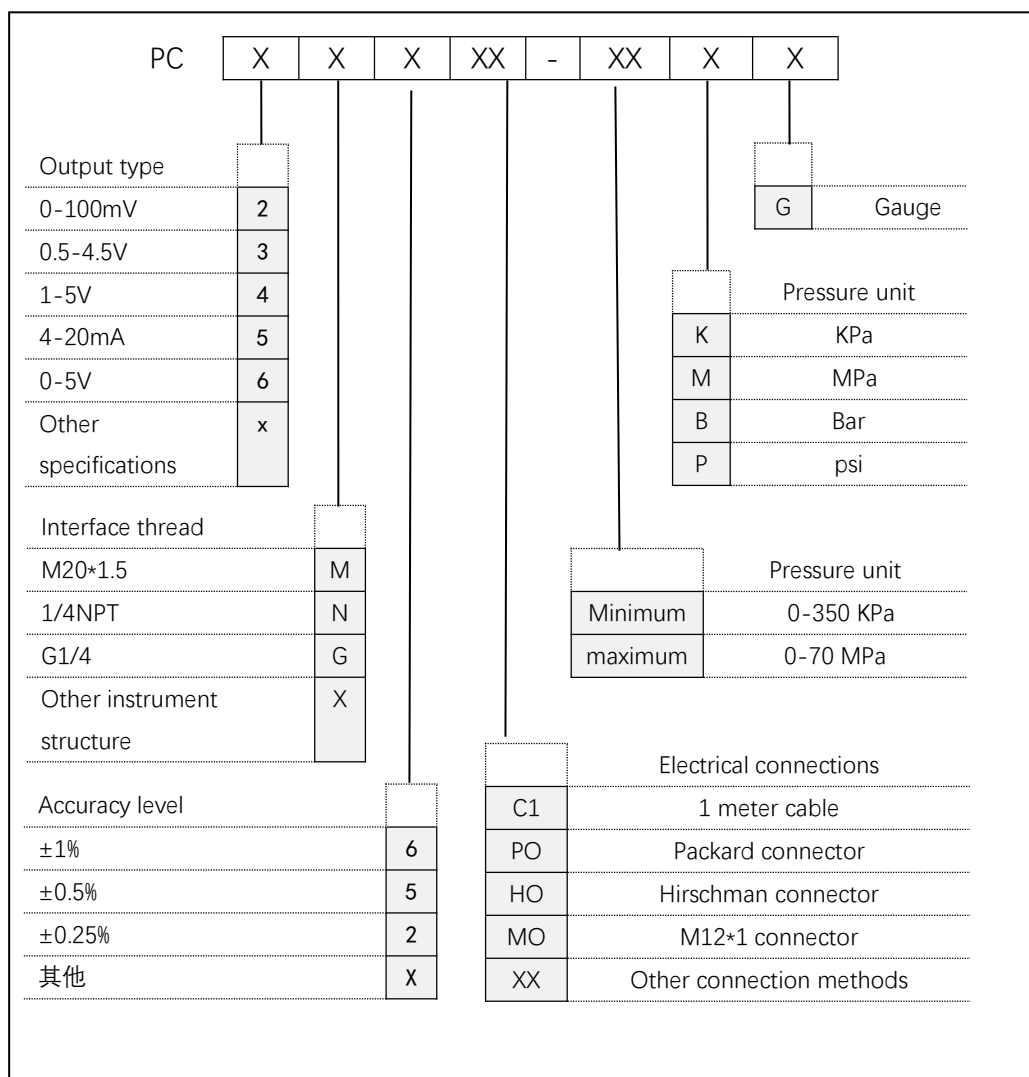 PC X X X XX - XX X X
Output type
0-100mV 2
0.5-4.5V 3
1-5V 4
4-20mA 5
0-5V 6
Other x
specifications
G Gauge
Pressure unit
K KPa
M MPa
B Bar
P psi
Interface thread
M20*1.5 M
1/4NPT N
G1/4 G
Other instrument X
structure
Pressure unit
Minimum 0-350 KPa
maximum 0-70 MPa
Accuracy level
±1% 6
±0.5% 5
±0.25% 2
其他 X
Electrical connections
C1 1 meter cable
PO Packard connector
HO Hirschman connector
MO M12*1 connector
XX Other connection methods